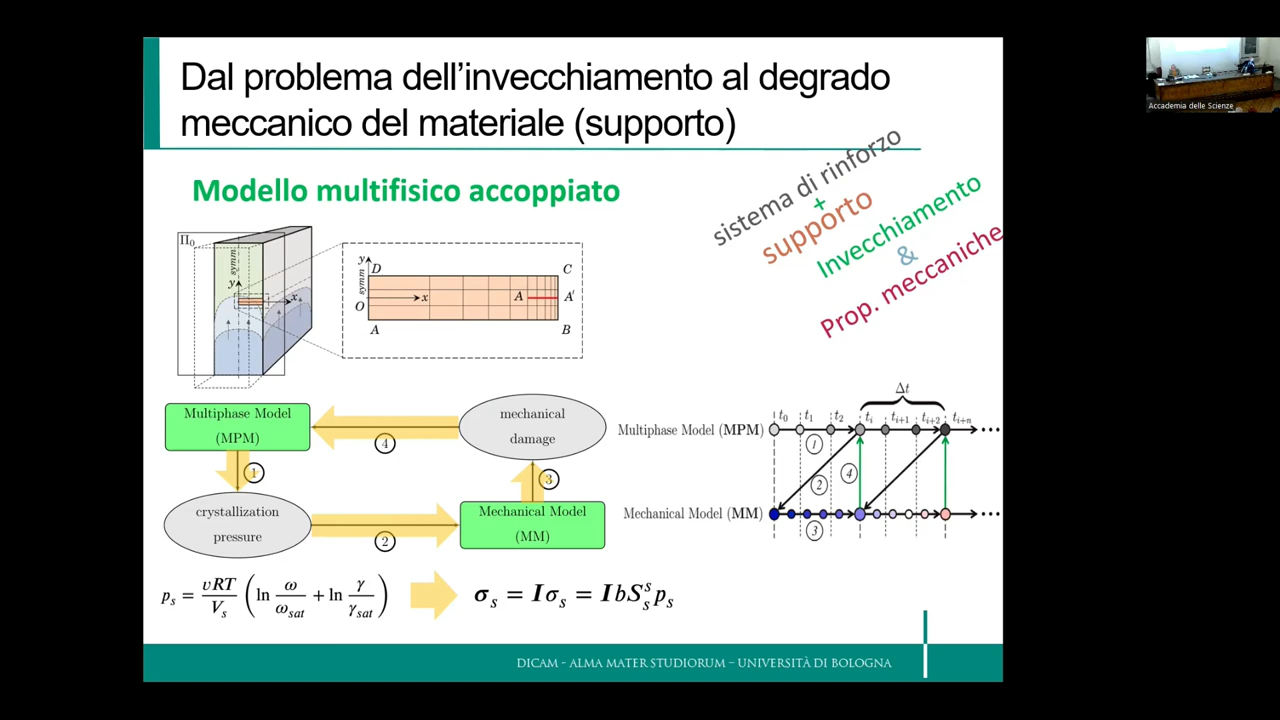 Dal problema dell'invecchiamento al degrado
meccanico del materiale (supporto)
Modello multifisico accoppiato
sistema di rinforzo
+
supporto
Invecchiamento
&
Prop. meccaniche
Π₀
symm.
y
x
y
symm
D
C
O
x
A
A'
A
B
Multiphase Model
(MPM)
mechanical
damage
4
1
3
crystallization
pressure
2
Mechanical Model
(MM)
Δt
t₀ t₁ t₂ tᵢ tᵢ₊₁ tᵢ₊₂ tᵢ₊ₙ
Multiphase Model (MPM)
1
2
4
Mechanical Model (MM)
3
pₛ = υRT/Vₛ (ln ω/ω_sat + ln γ/γ_sat)
σₛ = Iσₛ = IbSₛˢpₛ
DICAM - ALMA MATER STUDIORUM – UNIVERSITÀ DI BOLOGNA
Accademia delle Scienze